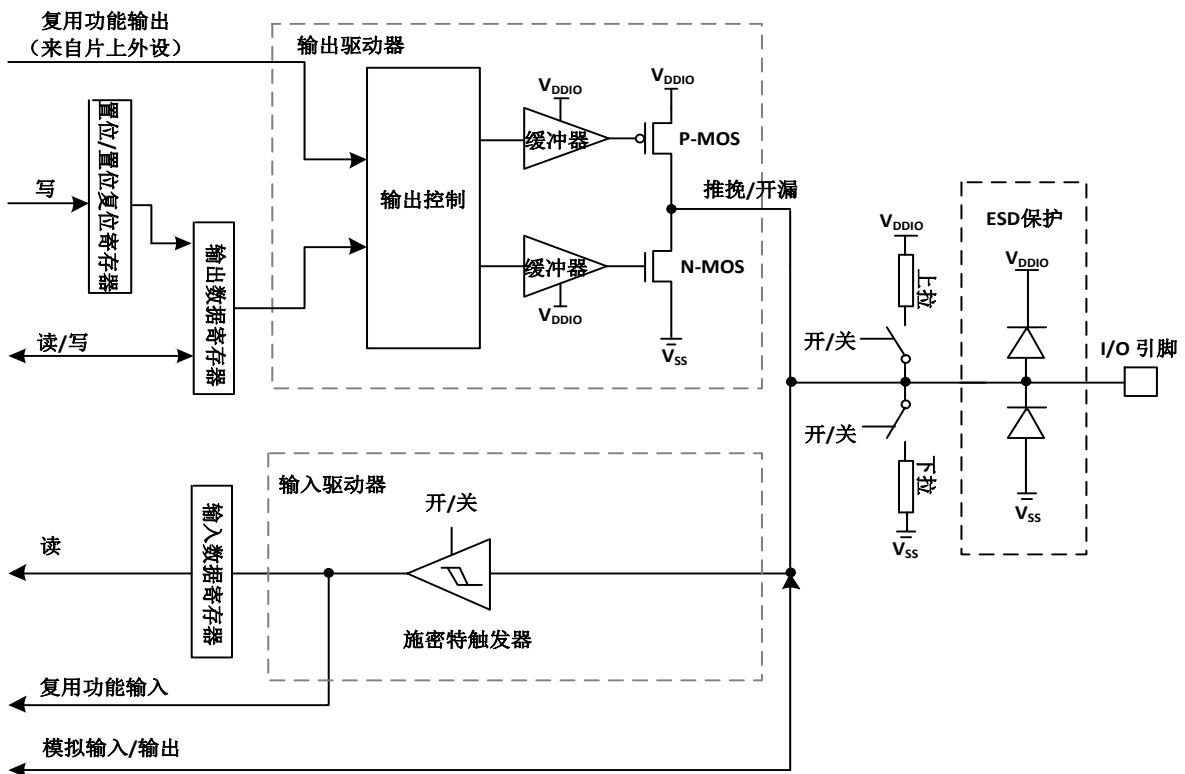 复用功能输出
（来自片上外设）
输出驱动器
VDDIO
VDDIO
缓冲器
P-MOS
置位/置位复位寄存器
写
输出控制
推挽/开漏
ESD保护
输出数据寄存器
缓冲器
N-MOS
VDDIO
VDDIO
上拉
VDDIO
读/写
VSS
开/关
I/O 引脚
开/关
输入驱动器
下拉
开/关
VSS
VSS
读
输入数据寄存器
施密特触发器
复用功能输入
模拟输入/输出